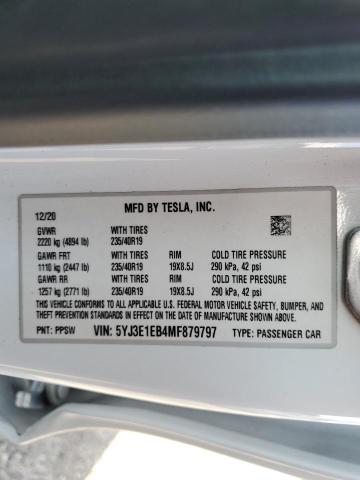 MFD BY TESLA, INC.
12/20
GVWR WITH TIRES
2220 kg (4894 lb) 235/40R19
GAWR FRT WITH TIRES RIM COLD TIRE PRESSURE
1110 kg (2447 lb) 235/40R19 19X8.5J 290 kPa, 42 psi
GAWR RR WITH TIRES RIM COLD TIRE PRESSURE
1257 kg (2771 lb) 235/40R19 19X8.5J 290 kPa, 42 psi
THIS VEHICLE CONFORMS TO ALL APPLICABLE U.S. FEDERAL MOTOR VEHICLE SAFETY, BUMPER, AND
THEFT PREVENTION STANDARDS IN EFFECT ON THE DATE OF MANUFACTURE SHOWN ABOVE.
PNT: PPSW VIN: 5YJ3E1EB4MF879797 TYPE: PASSENGER CAR